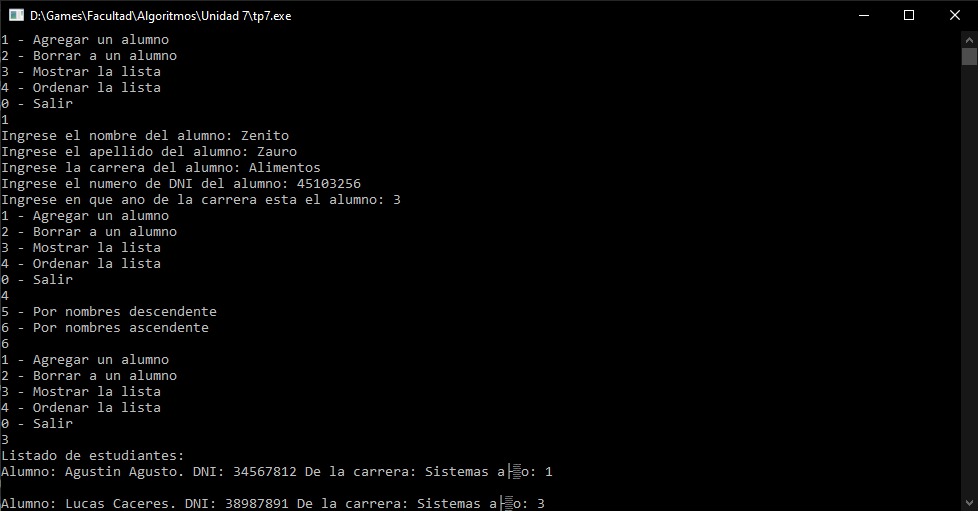 D:\Games\Facultad\Algoritmos\Unidad 7\tp7.exe
1 - Agregar un alumno
2 - Borrar a un alumno
3 - Mostrar la lista
4 - Ordenar la lista
0 - Salir
1
Ingrese el nombre del alumno: Zenito
Ingrese el apellido del alumno: Zauro
Ingrese la carrera del alumno: Alimentos
Ingrese el numero de DNI del alumno: 45103256
Ingrese en que ano de la carrera esta el alumno: 3
1 - Agregar un alumno
2 - Borrar a un alumno
3 - Mostrar la lista
4 - Ordenar la lista
0 - Salir
4
5 - Por nombres descendente
6 - Por nombres ascendente
6
1 - Agregar un alumno
2 - Borrar a un alumno
3 - Mostrar la lista
4 - Ordenar la lista
0 - Salir
3
Listado de estudiantes:
Alumno: Agustin Agusto. DNI: 34567812 De la carrera: Sistemas a├▒o: 1
Alumno: Lucas Caceres. DNI: 38987891 De la carrera: Sistemas a├▒o: 3